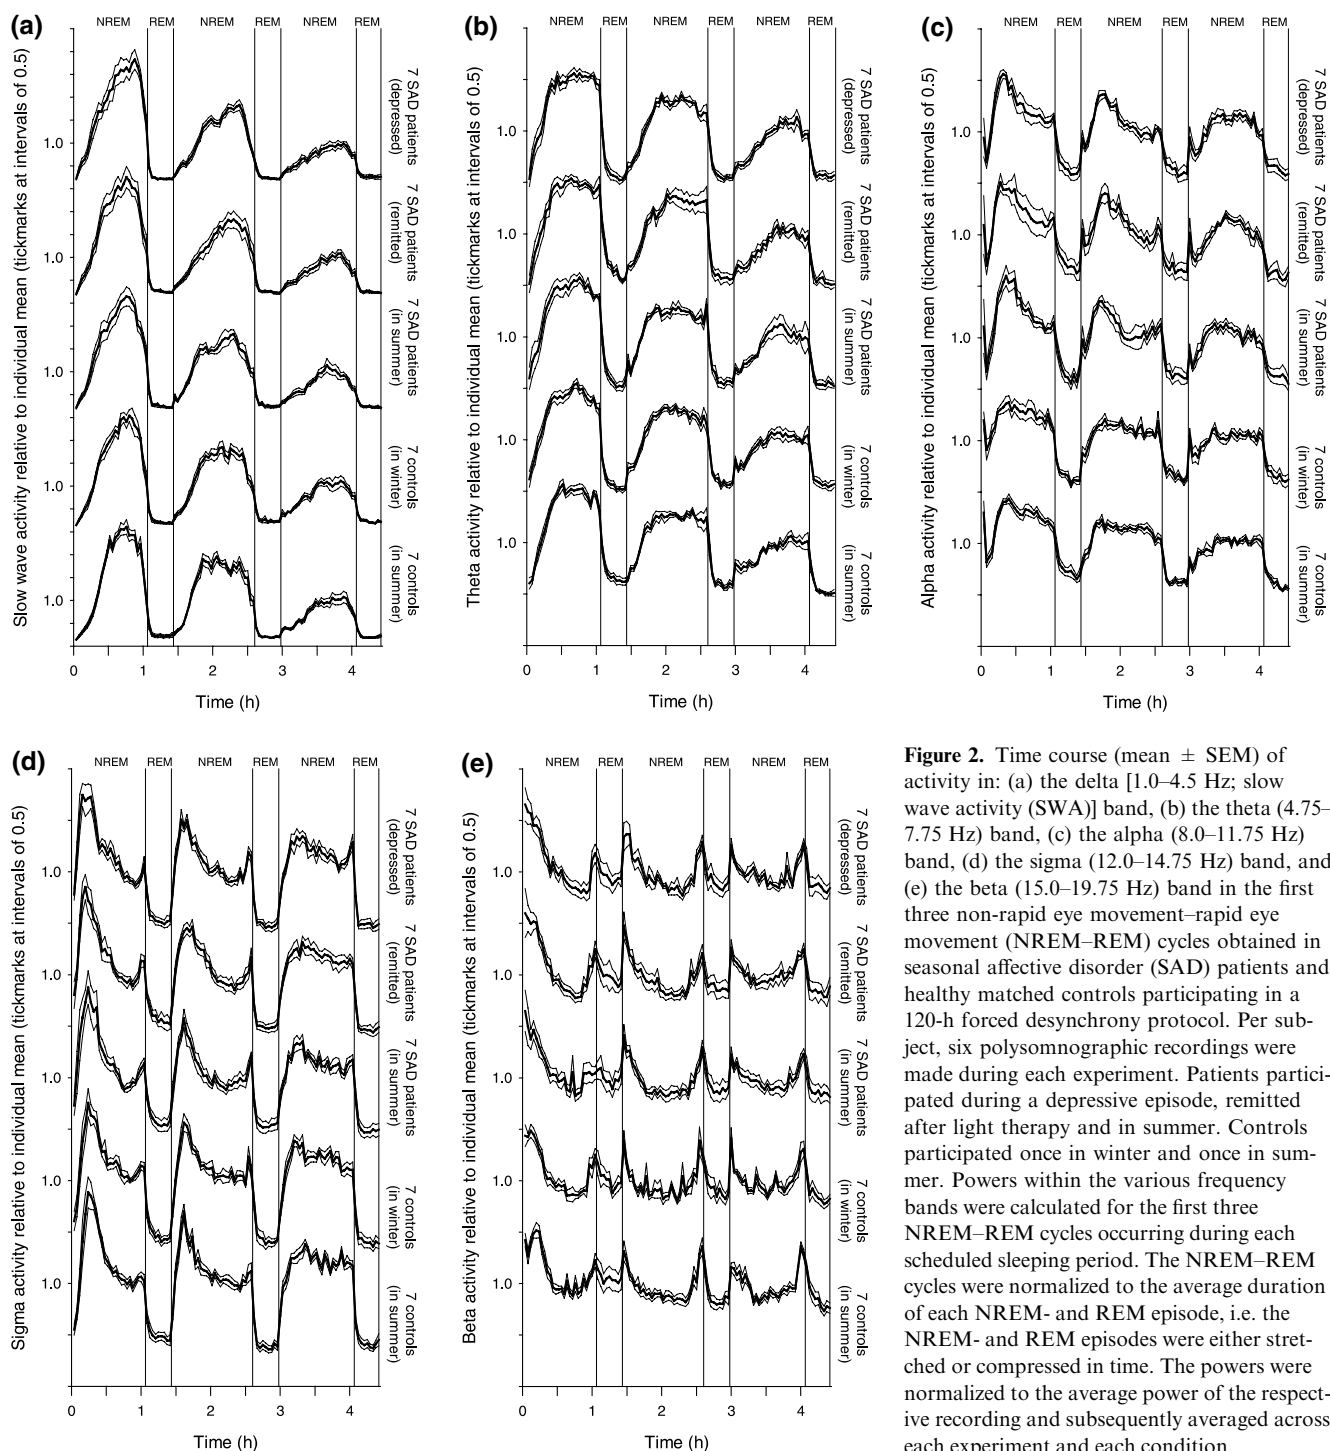 (a)
NREM REM NREM REM NREM REM
Slow wave activity relative to individual mean (tickmarks at intervals of 0.5)
1.0
1.0
1.0
1.0
1.0
7 SAD patients
(depressed)
7 SAD patients
(remitted)
7 SAD patients
(in summer)
7 controls
(in winter)
7 controls
(in summer)
0 1 2 3 4
Time (h)
(b)
NREM REM NREM REM NREM REM
Theta activity relative to individual mean (tickmarks at intervals of 0.5)
1.0
1.0
1.0
1.0
1.0
7 SAD patients
(depressed)
7 SAD patients
(remitted)
7 SAD patients
(in summer)
7 controls
(in winter)
7 controls
(in summer)
0 1 2 3 4
Time (h)
(c)
NREM REM NREM REM NREM REM
Alpha activity relative to individual mean (tickmarks at intervals of 0.5)
1.0
1.0
1.0
1.0
1.0
7 SAD patients
(depressed)
7 SAD patients
(remitted)
7 SAD patients
(in summer)
7 controls
(in winter)
7 controls
(in summer)
0 1 2 3 4
Time (h)
(d)
NREM REM NREM REM NREM REM
Sigma activity relative to individual mean (tickmarks at intervals of 0.5)
1.0
1.0
1.0
1.0
1.0
7 SAD patients
(depressed)
7 SAD patients
(remitted)
7 SAD patients
(in summer)
7 controls
(in winter)
7 controls
(in summer)
0 1 2 3 4
Time (h)
(e)
NREM REM NREM REM NREM REM
Beta activity relative to individual mean (tickmarks at intervals of 0.5)
1.0
1.0
1.0
1.0
1.0
7 SAD patients
(depressed)
7 SAD patients
(remitted)
7 SAD patients
(in summer)
7 controls
(in winter)
7 controls
(in summer)
0 1 2 3 4
Time (h)
Figure 2. Time course (mean ± SEM) of
activity in: (a) the delta [1.0–4.5 Hz; slow
wave activity (SWA)] band, (b) the theta (4.75–
7.75 Hz) band, (c) the alpha (8.0–11.75 Hz)
band, (d) the sigma (12.0–14.75 Hz) band, and
(e) the beta (15.0–19.75 Hz) band in the first
three non-rapid eye movement–rapid eye
movement (NREM–REM) cycles obtained in
seasonal affective disorder (SAD) patients and
healthy matched controls participating in a
120-h forced desynchrony protocol. Per sub-
ject, six polysomnographic recordings were
made during each experiment. Patients partici-
pated during a depressive episode, remitted
after light therapy and in summer. Controls
participated once in winter and once in sum-
mer. Powers within the various frequency
bands were calculated for the first three
NREM–REM cycles occurring during each
scheduled sleeping period. The NREM–REM
cycles were normalized to the average duration
of each NREM- and REM episode, i.e. the
NREM- and REM episodes were either stret-
ched or compressed in time. The powers were
normalized to the average power of the respect-
ive recording and subsequently averaged across
each experiment and each condition